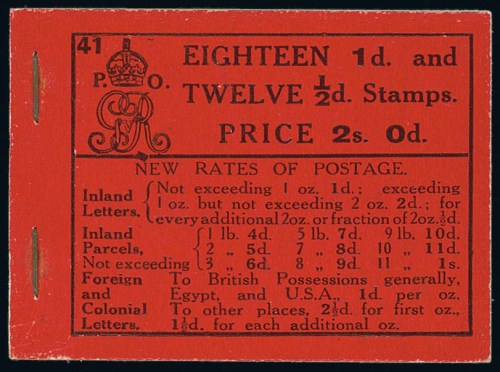 41
P. O.
GvR
EIGHTEEN 1d. and
TWELVE ½d. Stamps.
PRICE 2s. 0d.
NEW RATES OF POSTAGE.
Inland Letters. { Not exceeding 1 oz. 1d.; exceeding
1 oz. but not exceeding 2 oz. 2d.; for
every additional 2oz. or fraction of 2oz. ½d.
Inland { 1 lb. 4d. 5 lb. 7d. 9 lb. 10d.
Parcels, 2 „ 5d. 7 „ 8d. 10 „ 11d.
Not exceeding 3 „ 6d. 8 „ 9d. 11 „ 1s.
Foreign To British Possessions generally,
and Egypt, and U.S.A., 1d. per oz.
Colonial To other places, 2½d. for first oz.,
Letters. 1½d. for each additional oz.